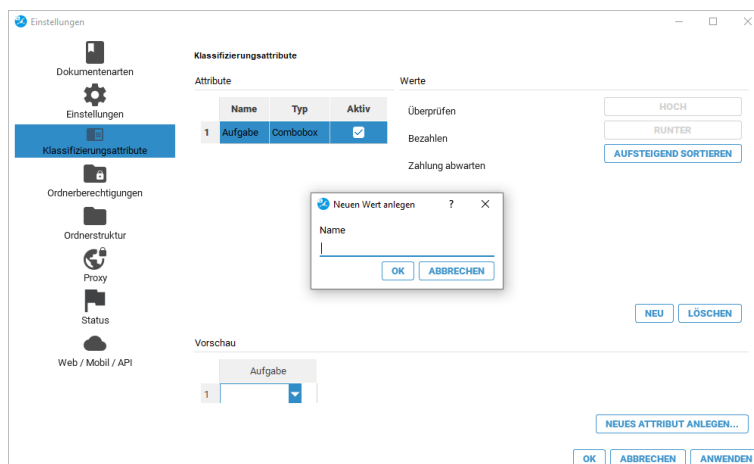 Einstellungen
Dokumentenarten
Einstellungen
Klassifizierungsattribute
Ordnerberechtigungen
Ordnerstruktur
Proxy
Status
Web / Mobil / API
Klassifizierungsattribute
Attribute
Name Typ Aktiv
1 Aufgabe Combobox
Werte
Überprüfen
Bezahlen
Zahlung abwarten
HOCH
RUNTER
AUFSTEIGEND SORTIEREN
Neuen Wert anlegen ?
Name
OK ABBRECHEN
NEU LÖSCHEN
Vorschau
Aufgabe
1
NEUES ATTRIBUT ANLEGEN...
OK ABBRECHEN ANWENDEN